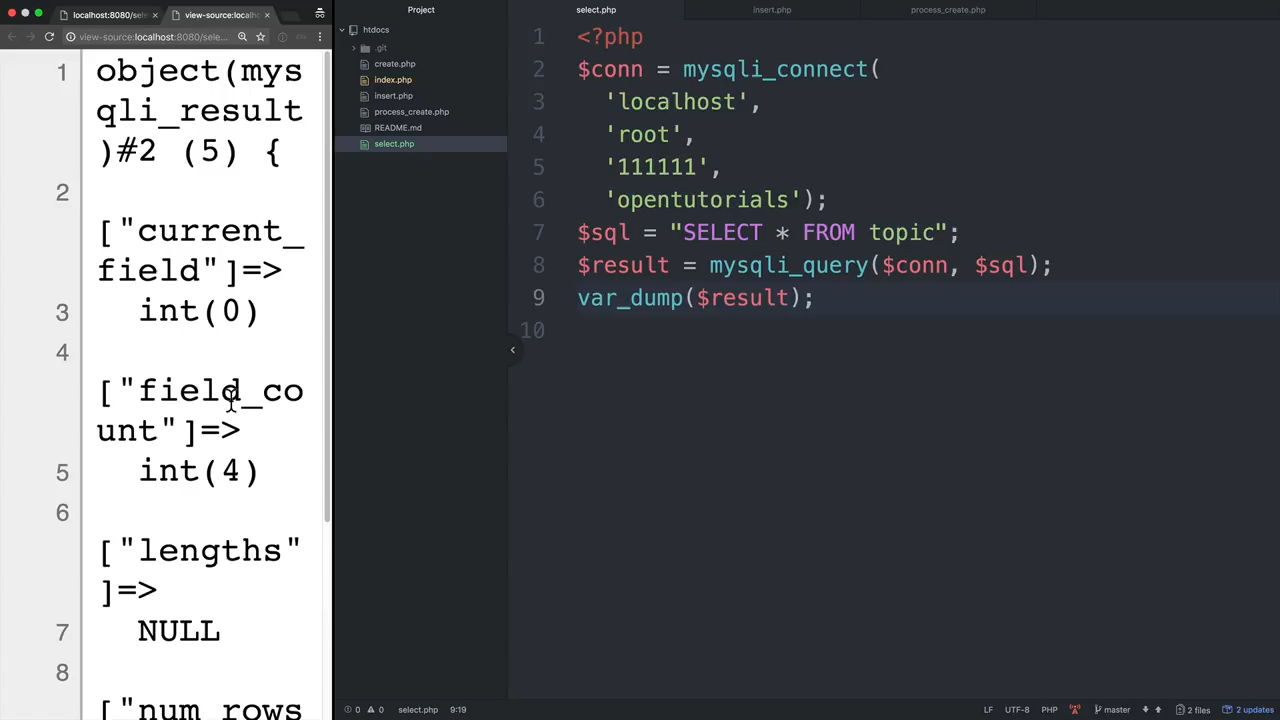 localhost:8080/sele
view-source:localho
view-source:localhost:8080/sele...
1 object(mys
qli_result
)#2 (5) {
2
["current_
field"]=>
3 int(0)
4
["field_co
unt"]=>
5 int(4)
6
["lengths"
]=>
7 NULL
8
["num_rows
Project
htdocs
.git
create.php
index.php
insert.php
process_create.php
README.md
select.php
select.php
insert.php
process_create.php
1 <?php
2 $conn = mysqli_connect(
3 'localhost',
4 'root',
5 '111111',
6 'opentutorials');
7 $sql = "SELECT * FROM topic";
8 $result = mysqli_query($conn, $sql);
9 var_dump($result);
10
0 0 select.php 9:19
LF UTF-8 PHP master 2 files 2 updates